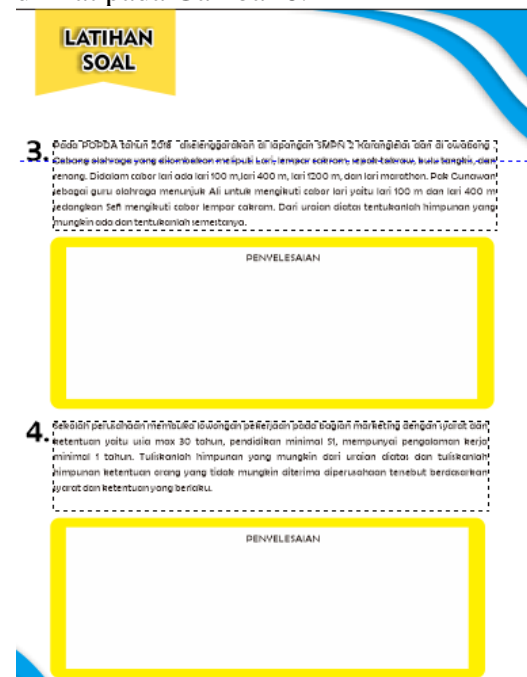 LATIHAN
SOAL
3. Pada POPDA tahun 2018 diselenggarakan di lapangan SMPN 2 Karanglelai dan di owabong.
Cabang olahraga yang dilombakan meliputi Lari, lempar cakram, sepak takraw, bulu tangkis, dan
renang. Didalam cabor lari ada lari 100 m,lari 400 m, lari 1200 m, dan lari marathon. Pak Gunawan
sebagai guru olahraga menunjuk Ali untuk mengikuti cabor lari yaitu lari 100 m dan lari 400 m
sedangkan Sefi mengikuti cabor lempar cakram. Dari uraian diatas tentukanlah himpunan yang
mungkin ada dan tentukanlah semestanya.
PENYELESAIAN
4. Sekolah perusahaan membuka lowongan pekerjaan pada bagian marketing dengan syarat dan
ketentuan yaitu usia max 30 tahun, pendidikan minimal S1, mempunyai pengalaman kerja
minimal 1 tahun. Tuliskanlah himpunan yang mungkin dari uraian diatas dan tuliskanlah
himpunan ketentuan orang yang tidak mungkin diterima diperusahaan tersebut berdasarkan
syarat dan ketentuan yang berlaku.
PENYELESAIAN